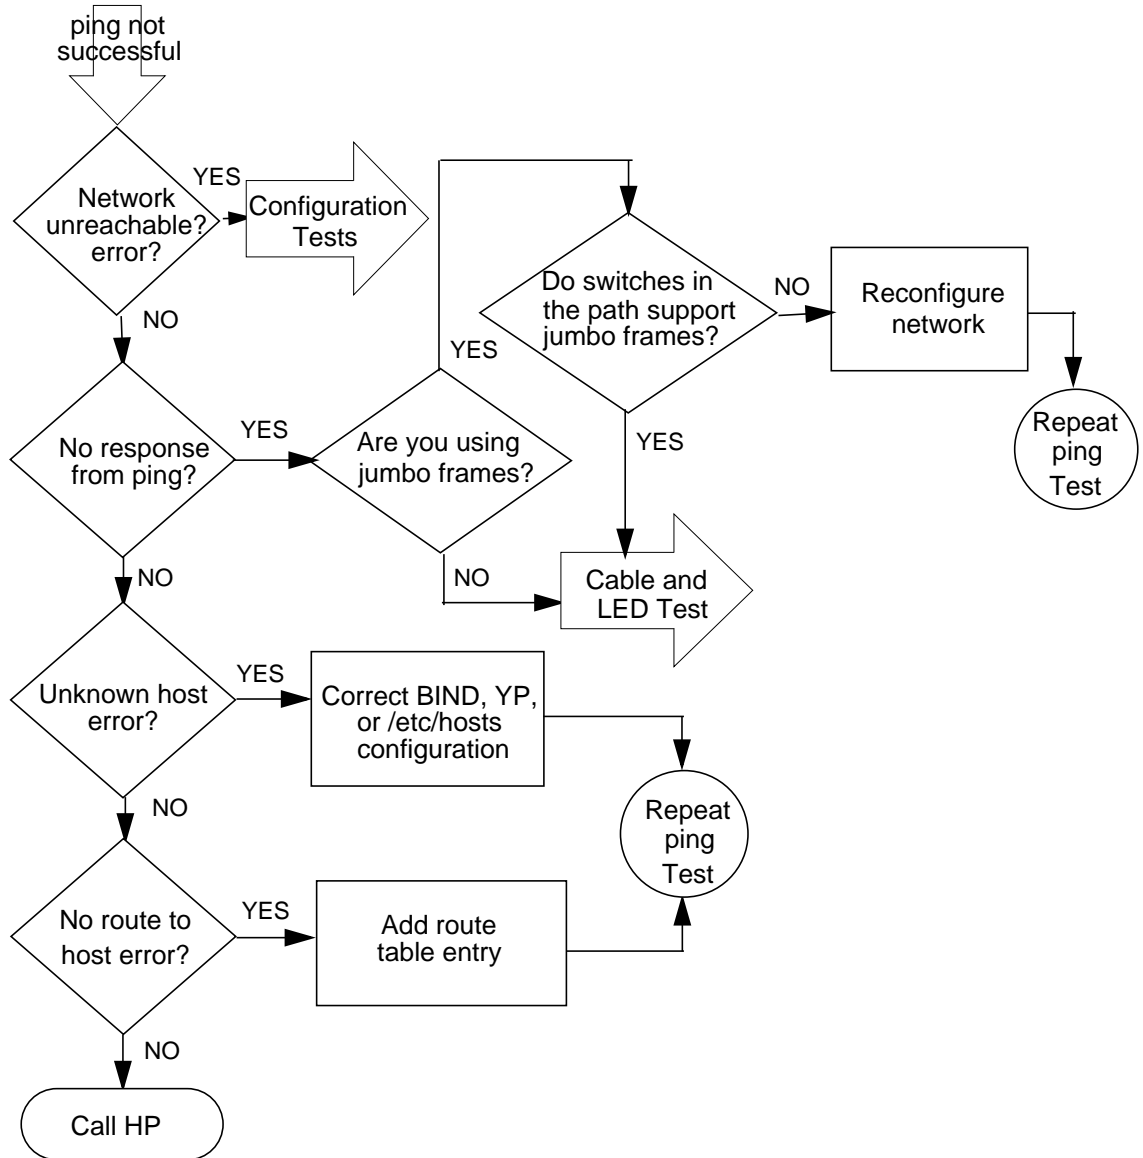 ping not
successful
Network
unreachable?
error?
YES
Configuration
Tests
NO
No response
from ping?
YES
Are you using
jumbo frames?
YES
Do switches in
the path support
jumbo frames?
NO
Reconfigure
network
Repeat
ping
Test
YES
NO
Cable and
LED Test
NO
Unknown host
error?
YES
Correct BIND, YP,
or /etc/hosts
configuration
Repeat
ping
Test
NO
No route to
host error?
YES
Add route
table entry
NO
Call HP